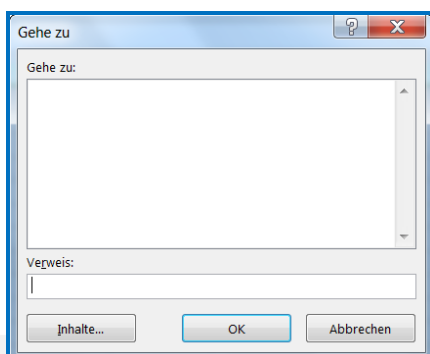 Gehe zu
Gehe zu:
Verweis:
Inhalte...
OK
Abbrechen